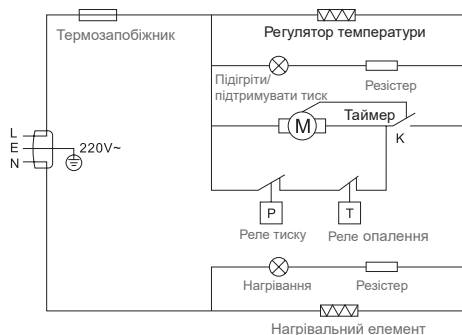 Термозапобіжник
Регулятор температури
Підігріти/
підтримувати тиск
Резістер
Таймер
M
K
L
E
N
220V~
P
T
Реле тиску
Реле опалення
Нагрівання
Резістер
Нагрівальний елемент